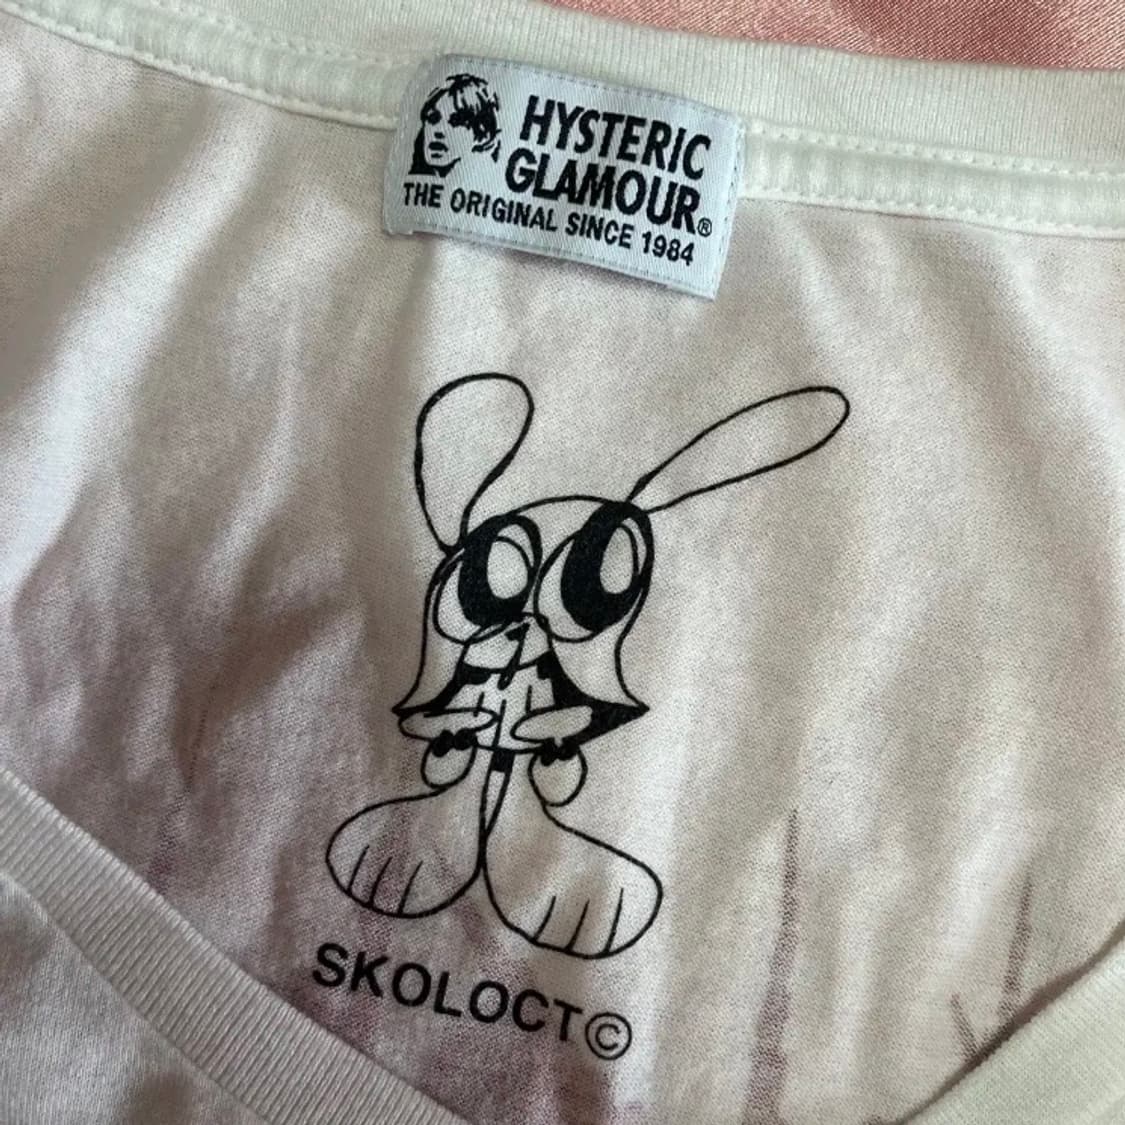 HYSTERIC
GLAMOUR®
THE ORIGINAL SINCE 1984
SKOLOCT©